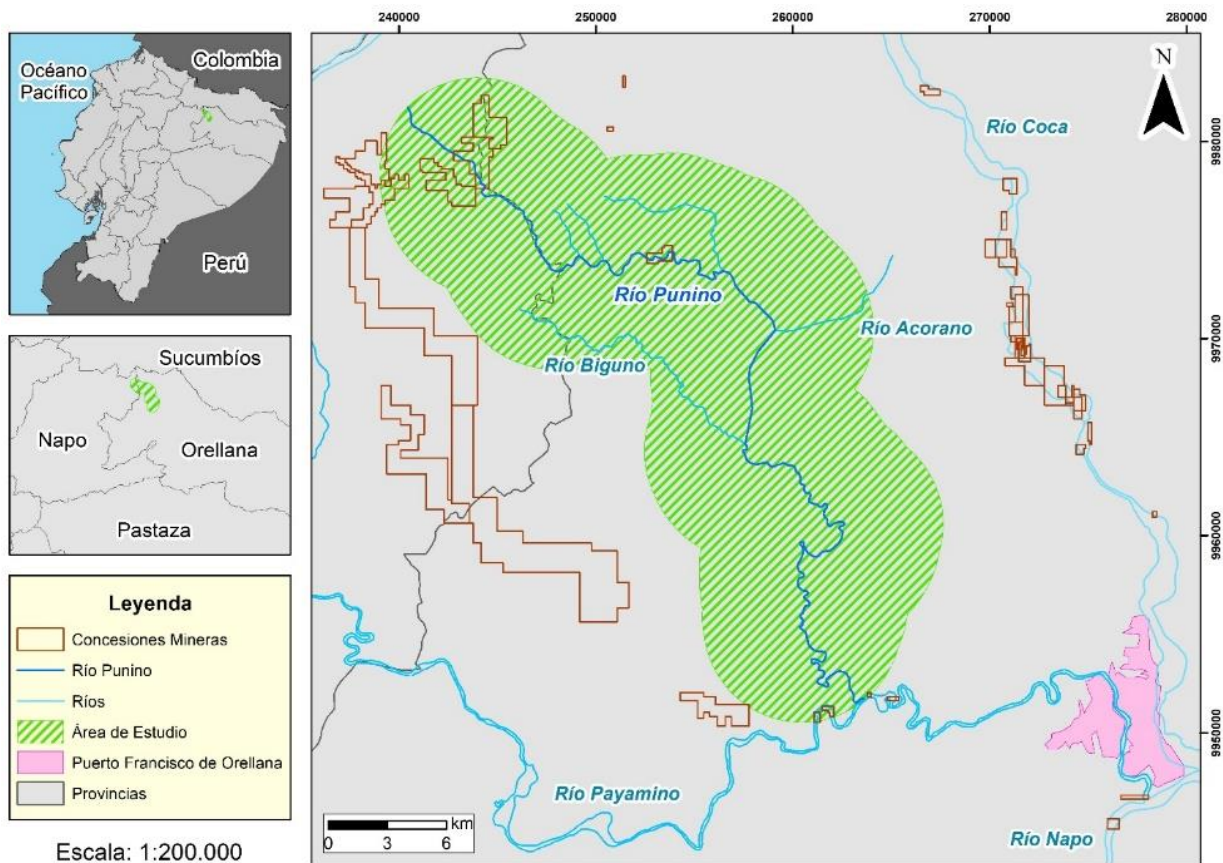 240000
250000
260000
270000
280000
Océano
Pacífico
Colombia
Perú
Sucumbíos
Napo
Orellana
Pastaza
Leyenda
Concesiones Mineras
Río Punino
Ríos
Área de Estudio
Puerto Francisco de Orellana
Provincias
Escala: 1:200.000
N
Río Coca
9980000
Río Punino
Río Acorano
9970000
Río Biguno
9960000
9950000
Río Payamino
km
0 3 6
Río Napo